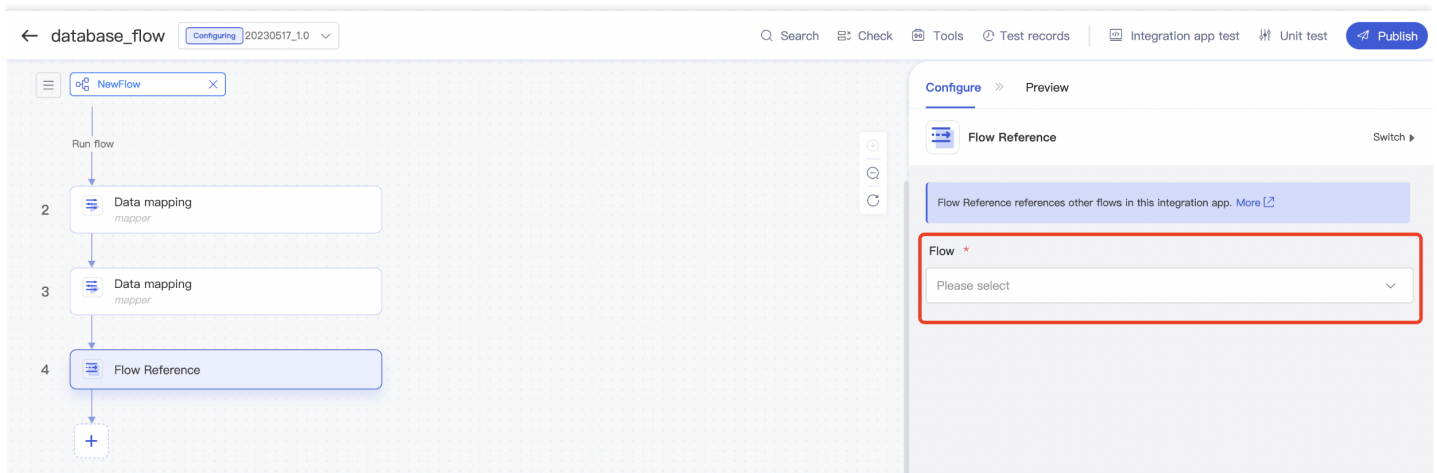 database_flow Configuring 20230517_1.0 Search Check Tools Test records Integration app test Unit test Publish
NewFlow
Run flow
2 Data mapping
mapper
3 Data mapping
mapper
4 Flow Reference
+
Configure Preview
Flow Reference Switch
Flow Reference references other flows in this integration app. More
Flow *
Please select